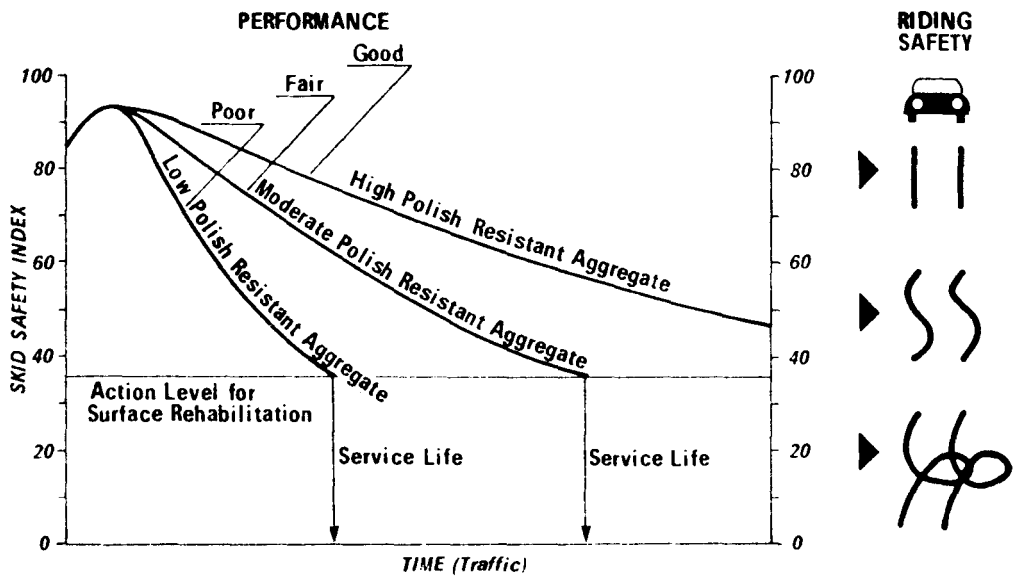 PERFORMANCE
Good
Fair
Poor
RIDING
SAFETY
100
80
60
40
20
0
SKID SAFETY INDEX
Low Polish Resistant Aggregate
Moderate Polish Resistant Aggregate
High Polish Resistant Aggregate
Action Level for
Surface Rehabilitation
Service Life
Service Life
100
80
60
40
20
0
TIME (Traffic)